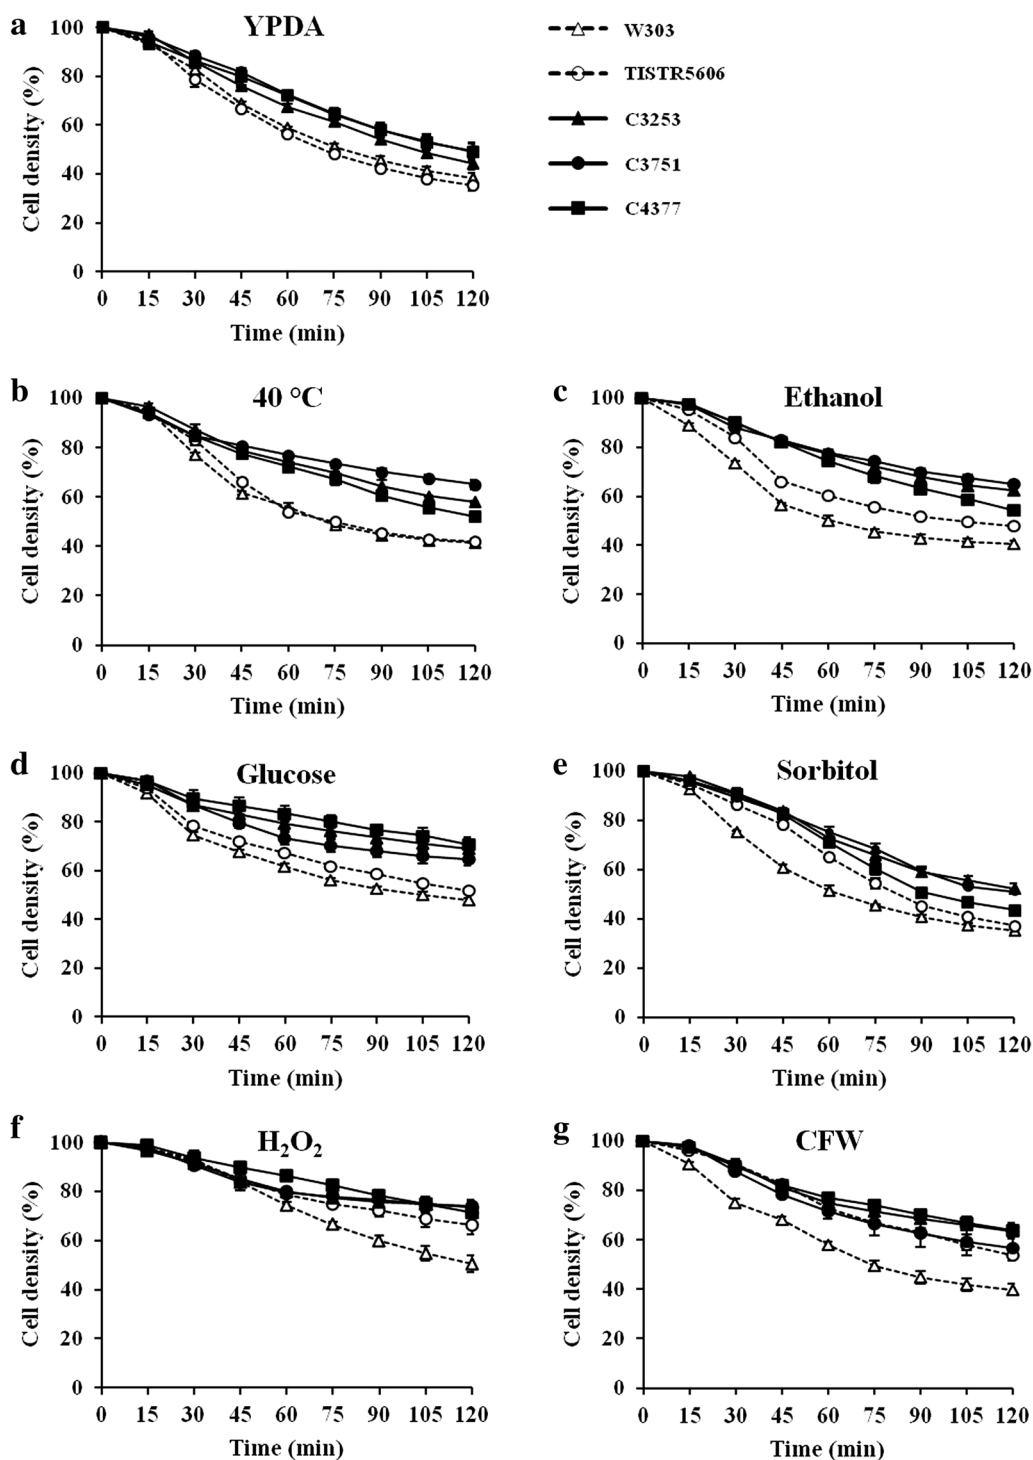 a
YPDA
Cell density (%)
100
80
60
40
20
0
0 15 30 45 60 75 90 105 120
Time (min)
W303
TISTR5606
C3253
C3751
C4377
b
40 °C
Cell density (%)
100
80
60
40
20
0
0 15 30 45 60 75 90 105 120
Time (min)
c
Ethanol
Cell density (%)
100
80
60
40
20
0
0 15 30 45 60 75 90 105 120
Time (min)
d
Glucose
Cell density (%)
100
80
60
40
20
0
0 15 30 45 60 75 90 105 120
Time (min)
e
Sorbitol
Cell density (%)
100
80
60
40
20
0
0 15 30 45 60 75 90 105 120
Time (min)
f
H₂O₂
Cell density (%)
100
80
60
40
20
0
0 15 30 45 60 75 90 105 120
Time (min)
g
CFW
Cell density (%)
100
80
60
40
20
0
0 15 30 45 60 75 90 105 120
Time (min)